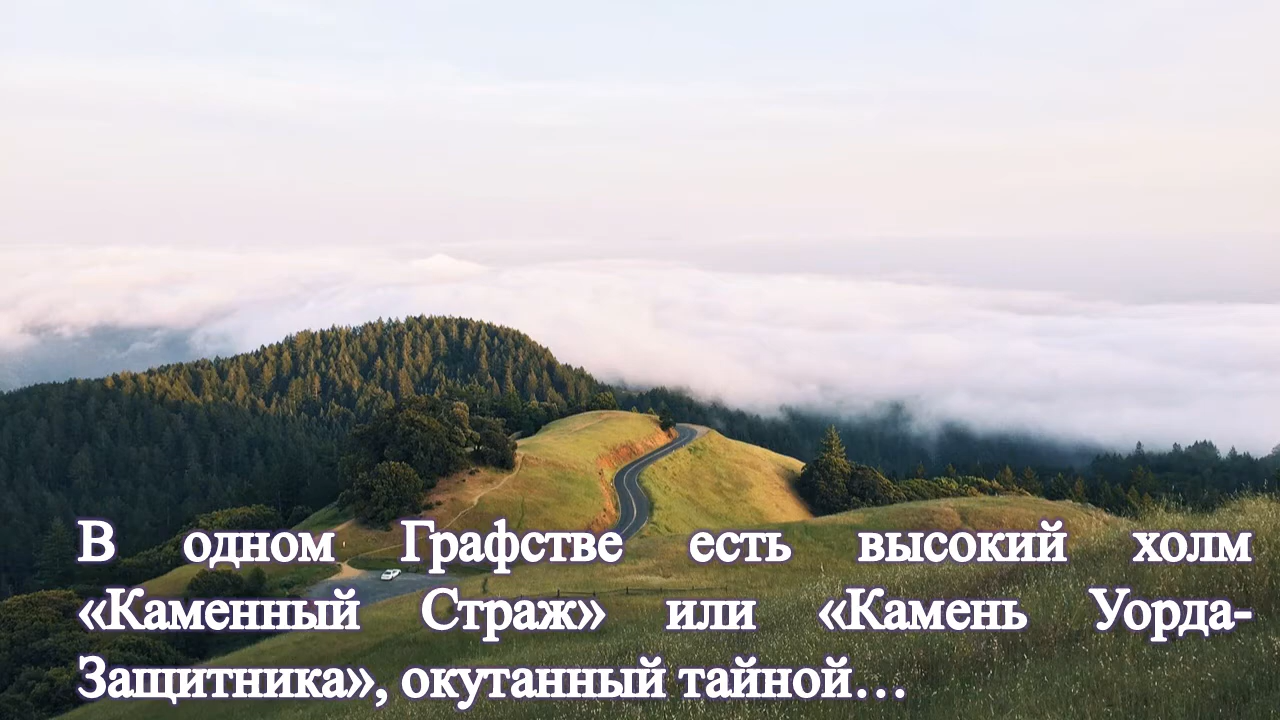 В одном Графстве есть высокий холм
«Каменный Страж» или «Камень Уорда-
Защитника», окутанный тайной…